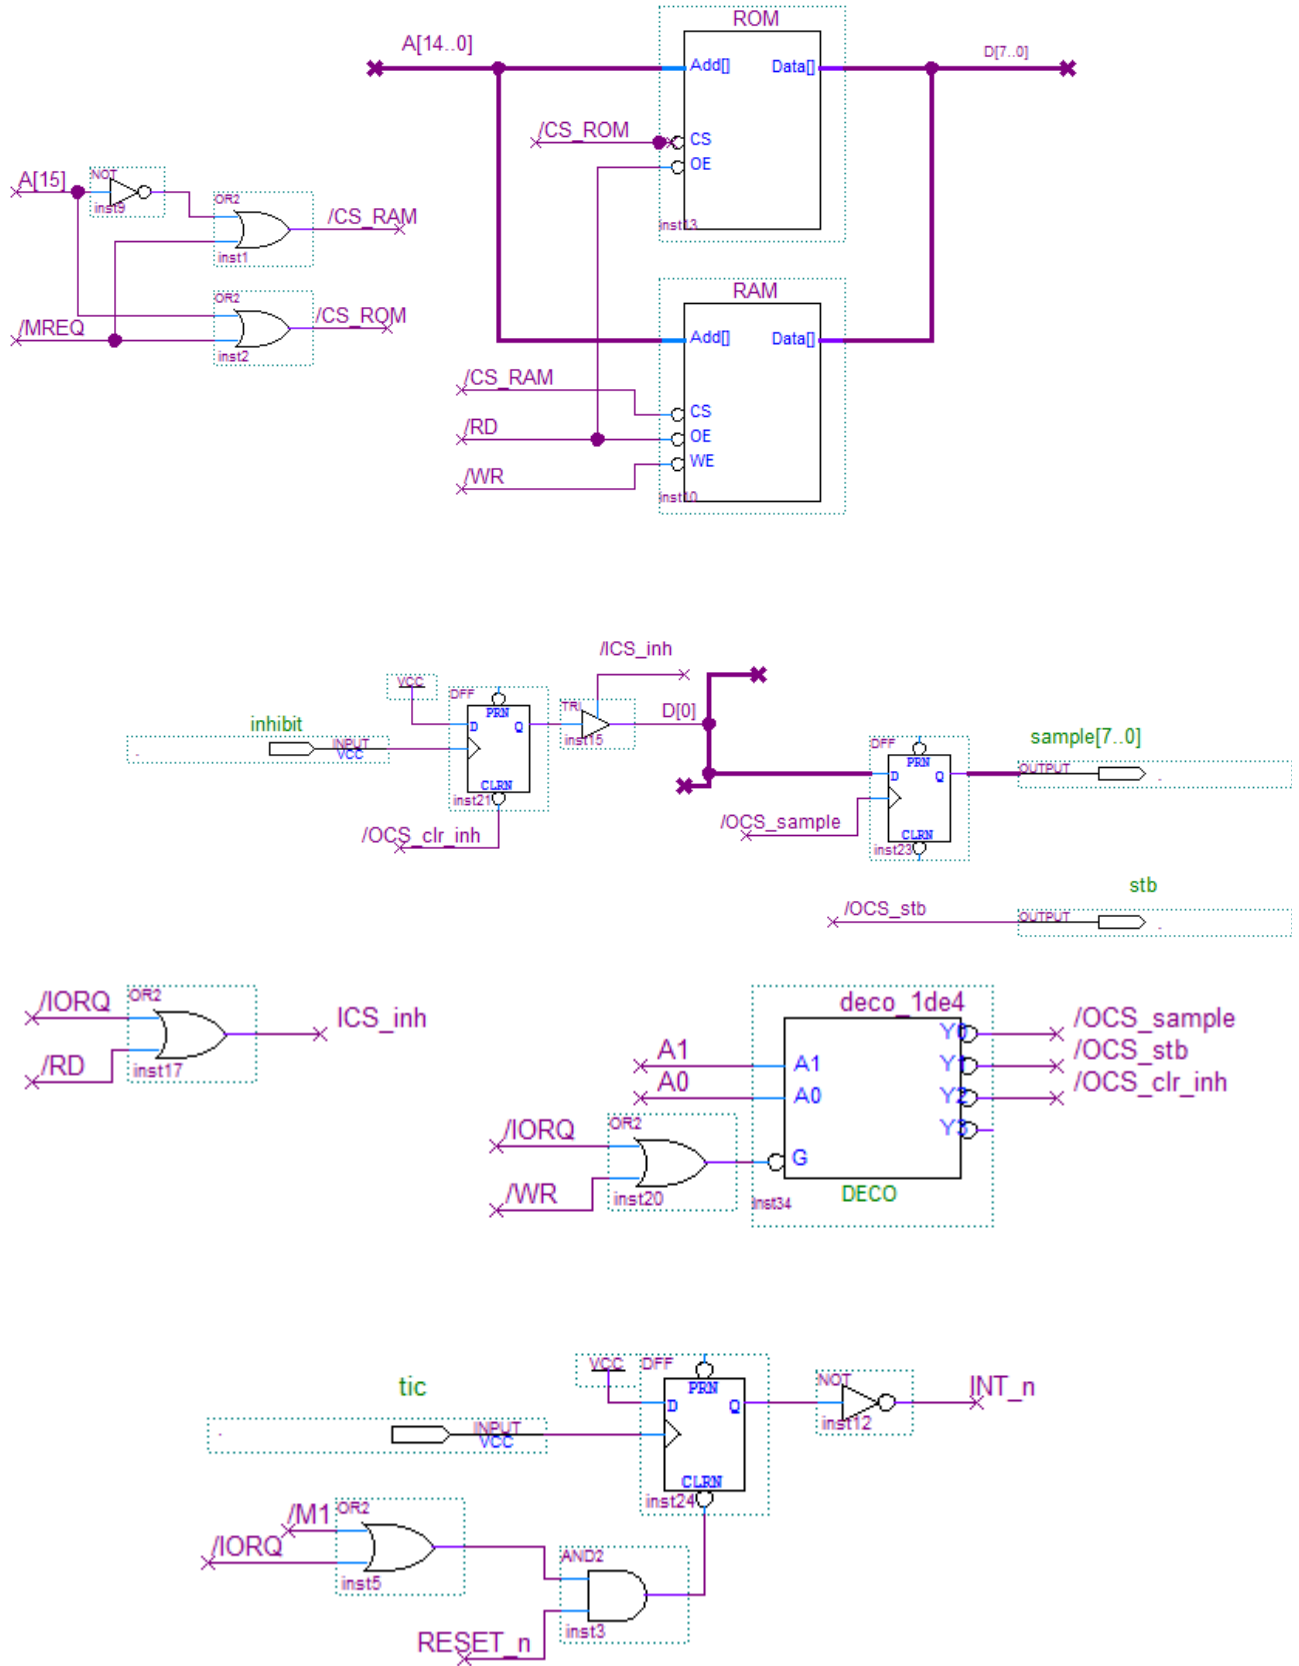 ROM
A[14..0]
D[7..0]
Add[]
Data[]
/CS_ROM
CS
OE
inst13
A[15]
NOT
inst9
OR2
/CS_RAM
inst1
OR2
/CS_ROM
/MREQ
inst2
RAM
Add[]
Data[]
/CS_RAM
CS
/RD
OE
/WR
WE
inst10
/ICS_inh
VCC
DFF
PRN
D
Q
TRI
D[0]
inst15
inhibit
INPUT
VCC
CLRN
inst21
/OCS_clr_inh
DFF
PRN
D
Q
sample[7..0]
OUTPUT
/OCS_sample
CLRN
inst23
stb
/OCS_stb
OUTPUT
/IORQ
OR2
ICS_inh
/RD
inst17
deco_1de4
Y0
/OCS_sample
A1
A1
Y1
/OCS_stb
A0
A0
Y2
/OCS_clr_inh
Y3
/IORQ
OR2
G
/WR
inst20
DECO
inst34
VCC
DFF
PRN
D
Q
NOT
INT_n
inst12
tic
INPUT
VCC
CLRN
inst24
/M1
OR2
/IORQ
inst5
AND2
inst3
RESET_n